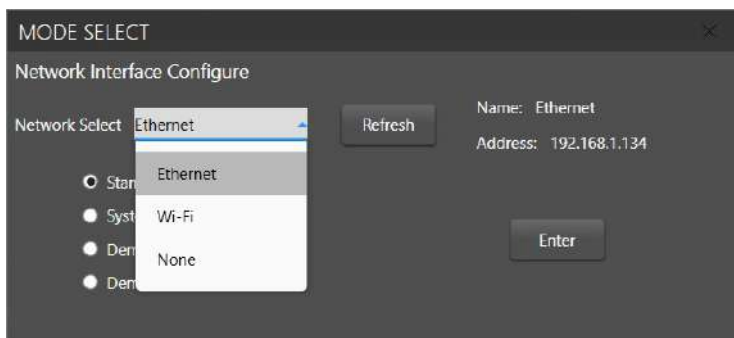 MODE SELECT
Network Interface Configure
Network Select Ethernet
Refresh
Name: Ethernet
Address: 192.168.1.134
Ethernet
Wi-Fi
None
Enter